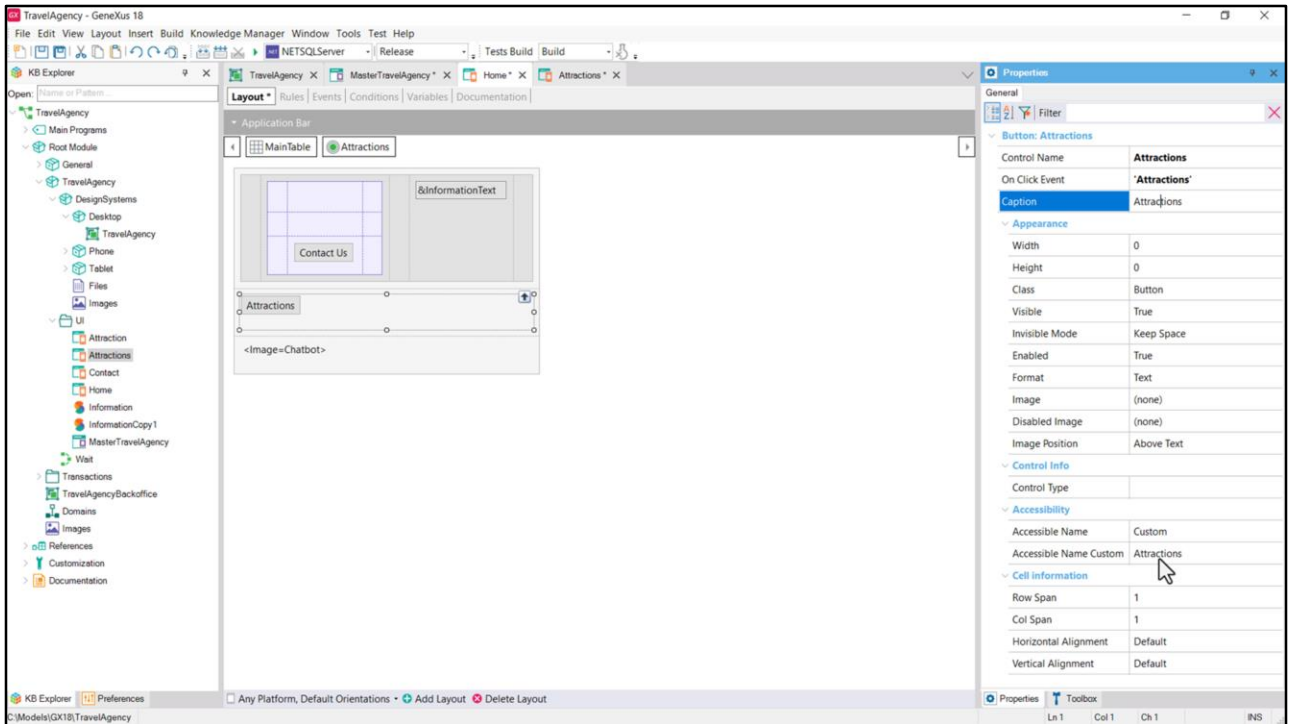 TravelAgency - GeneXus 18
File Edit View Layout Insert Build Knowledge Manager Window Tools Test Help
NETSQLServer Release Tests Build Build
KB Explorer
Open: Name or Pattern...
TravelAgency
Main Programs
Root Module
General
TravelAgency
DesignSystems
Desktop
TravelAgency
Phone
Tablet
Files
Images
UI
Attraction
Attractions
Contact
Home
Information
InformationCopy1
MasterTravelAgency
Wait
Transactions
TravelAgencyBackoffice
Domains
Images
References
Customization
Documentation
KB Explorer Preferences
TravelAgency X MasterTravelAgency * X Home * X Attractions * X
Layout * Rules Events Conditions Variables Documentation
Application Bar
MainTable Attractions
&InformationText
Contact Us
Attractions
<Image=Chatbot>
Any Platform, Default Orientations Add Layout Delete Layout
Properties
General
Filter
Button: Attractions
Control Name Attractions
On Click Event 'Attractions'
Caption Attractions
Appearance
Width 0
Height 0
Class Button
Visible True
Invisible Mode Keep Space
Enabled True
Format Text
Image (none)
Disabled Image (none)
Image Position Above Text
Control Info
Control Type
Accessibility
Accessible Name Custom
Accessible Name Custom Attractions
Cell information
Row Span 1
Col Span 1
Horizontal Alignment Default
Vertical Alignment Default
Properties Toolbox
C:\Models\GX18\TravelAgency Ln 1 Col 1 Ch 1 INS